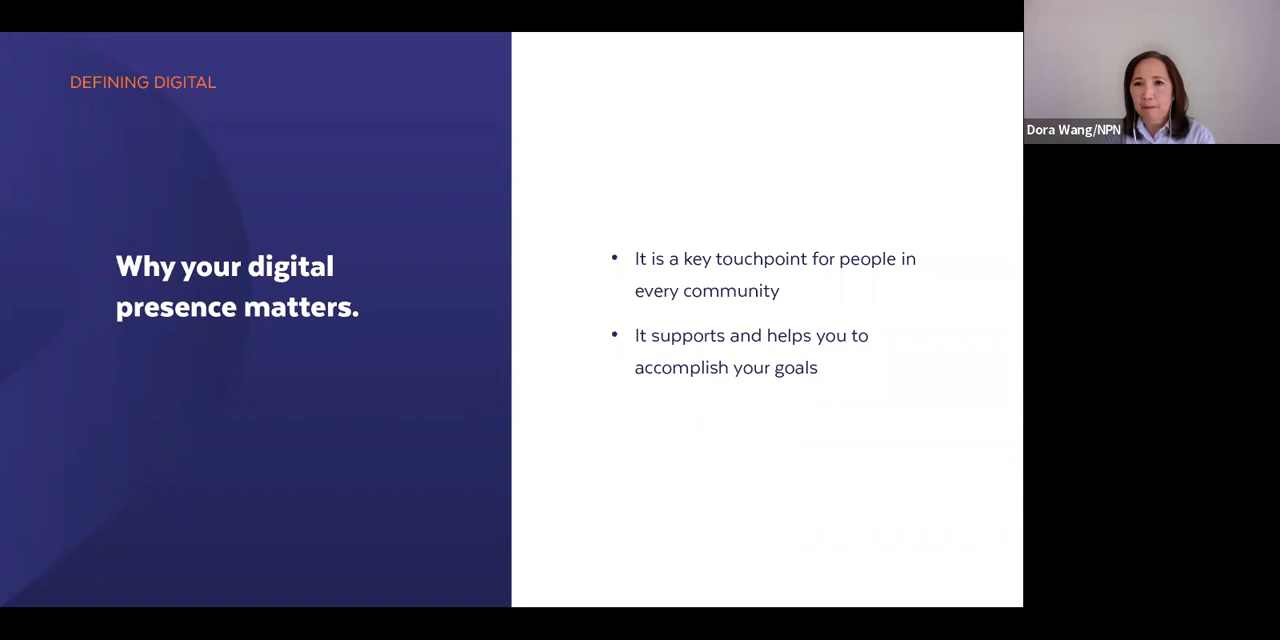 DEFINING DIGITAL
Why your digital
presence matters.
• It is a key touchpoint for people in
every community
• It supports and helps you to
accomplish your goals
Dora Wang/NPN